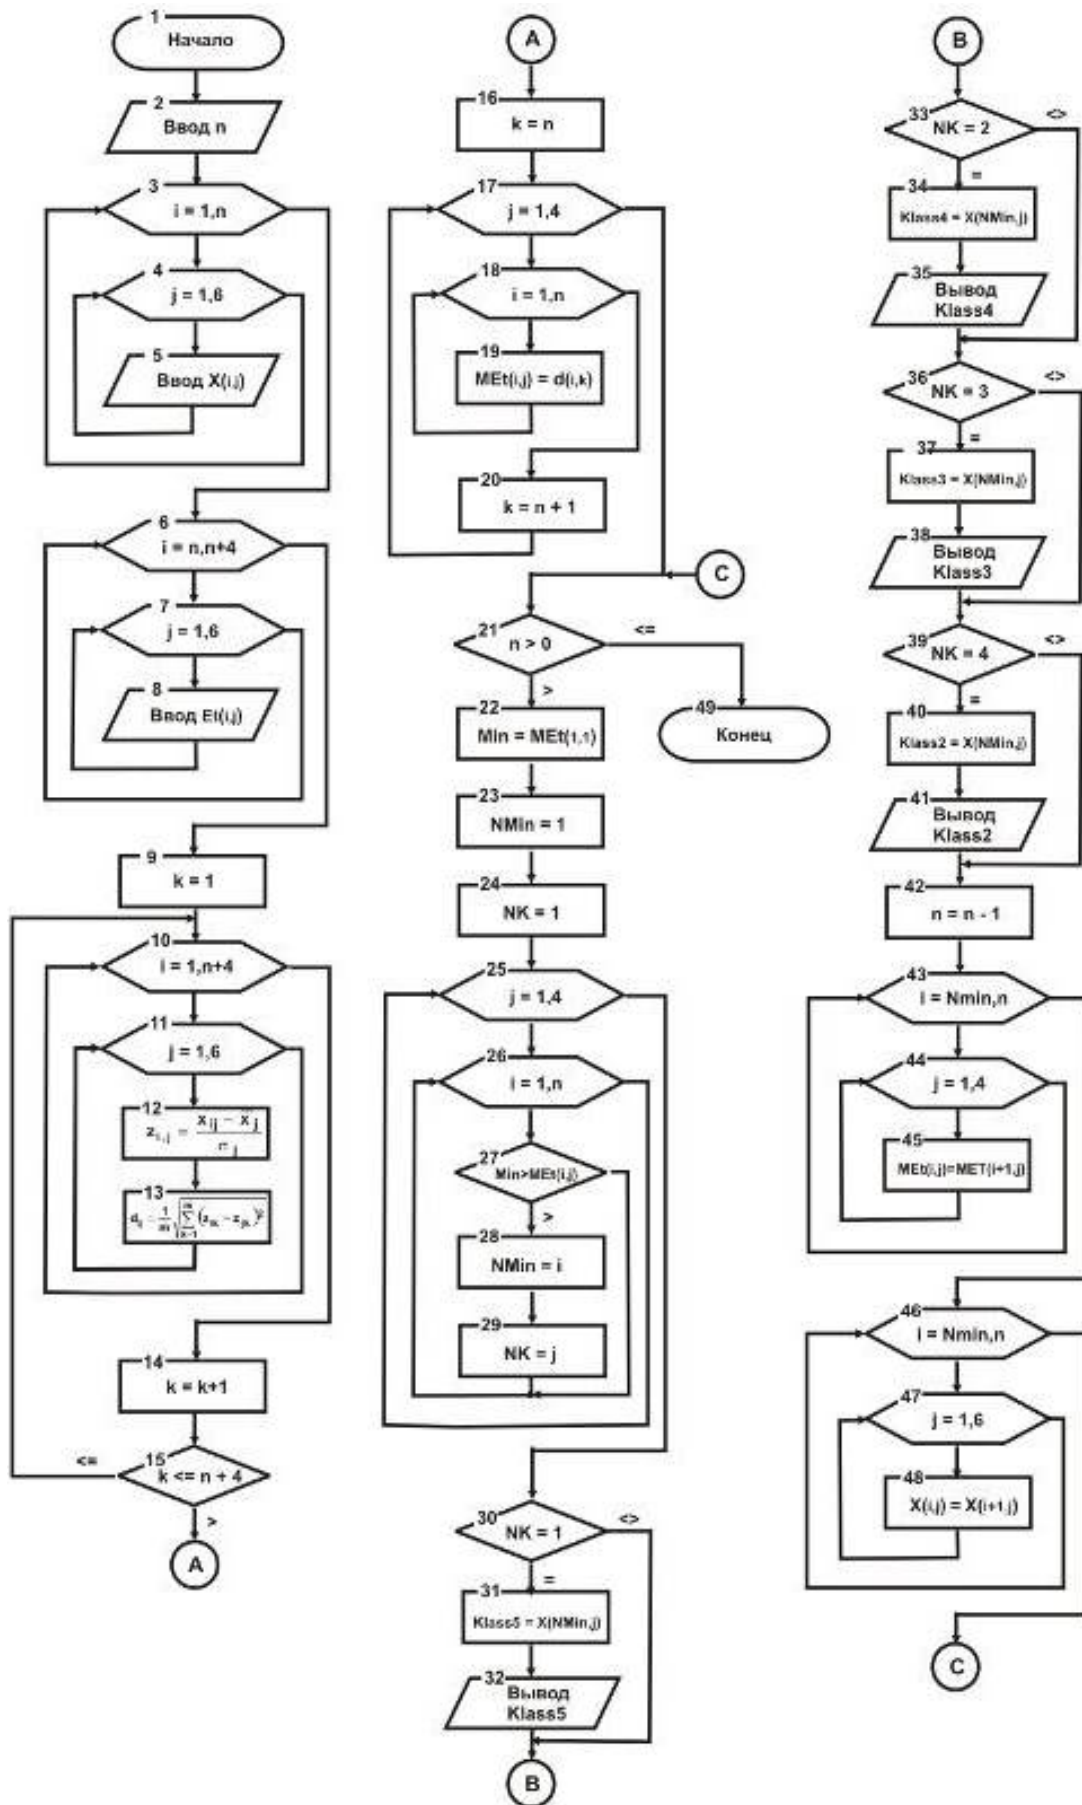 1
Начало
2
Ввод n
3
i = 1,n
4
j = 1,6
5
Ввод X(i,j)
6
i = n,n+4
7
j = 1,6
8
Ввод Et(i,j)
9
k = 1
10
i = 1,n+4
11
j = 1,6
12
13
14
k = k+1
15
k <= n + 4
<=
>
A
A
16
k = n
17
j = 1,4
18
i = 1,n
19
MEt(i,j) = d(i,k)
20
k = n + 1
C
21
n > 0
<=
>
22
Min = MEt(1,1)
49
Конец
23
NMin = 1
24
NK = 1
25
j = 1,4
26
i = 1,n
27
Min>MEt(i,j)
>
28
NMin = i
29
NK = j
30
NK = 1
<>
=
31
Klass5 = X(NMin,j)
32
Вывод
Klass5
B
B
33
NK = 2
<>
=
34
Klass4 = X(NMin,j)
35
Вывод
Klass4
36
NK = 3
<>
=
37
Klass3 = X(NMin,j)
38
Вывод
Klass3
39
NK = 4
<>
=
40
Klass2 = X(NMin,j)
41
Вывод
Klass2
42
n = n - 1
43
i = Nmin,n
44
j = 1,4
45
MEt(i,j)=MET(i+1,j)
46
i = Nmin,n
47
j = 1,6
48
X(i,j) = X(i+1,j)
C